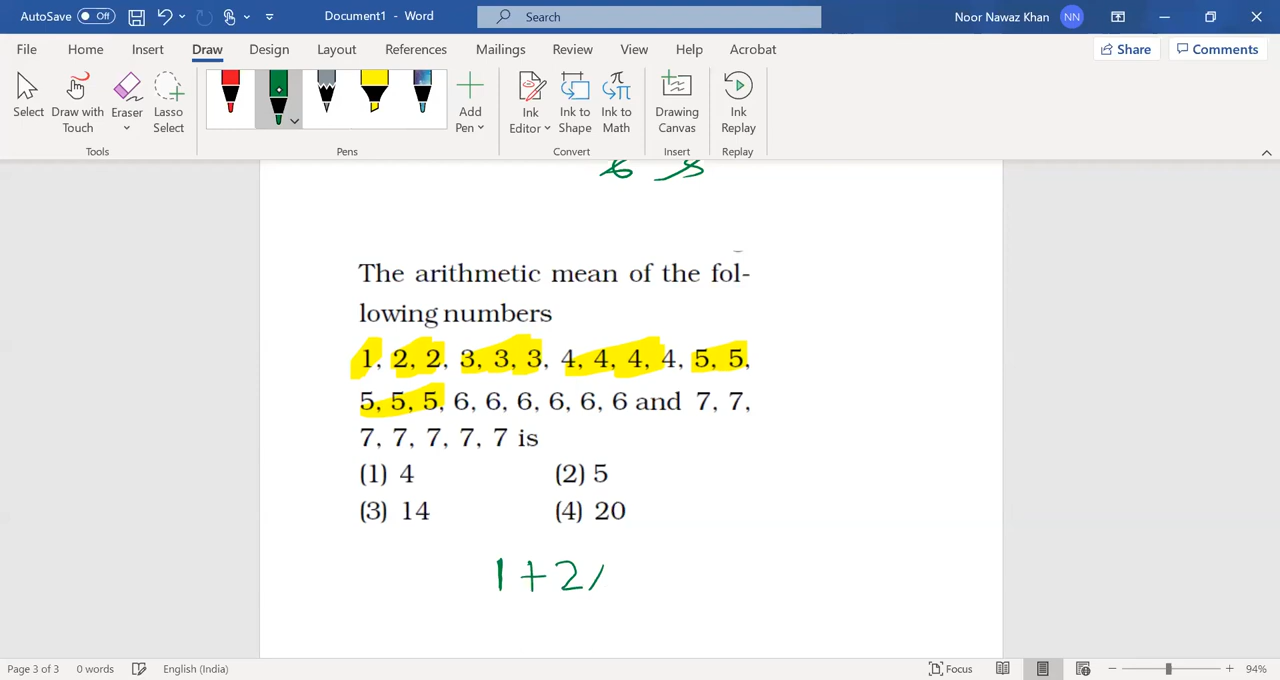 AutoSave Off Document1 - Word Search Noor Nawaz Khan NN
File Home Insert Draw Design Layout References Mailings Review View Help Acrobat Share Comments
Select Draw with Touch Eraser Lasso Select Add Pen Ink Editor Ink to Shape Ink to Math Drawing Canvas Ink Replay
Tools Pens Convert Insert Replay
The arithmetic mean of the fol-
lowing numbers
1, 2, 2, 3, 3, 3, 4, 4, 4, 4, 5, 5,
5, 5, 5, 6, 6, 6, 6, 6, 6 and 7, 7,
7, 7, 7, 7, 7 is
(1) 4 (2) 5
(3) 14 (4) 20
1 + 2
Page 3 of 3 0 words English (India) Focus 94%